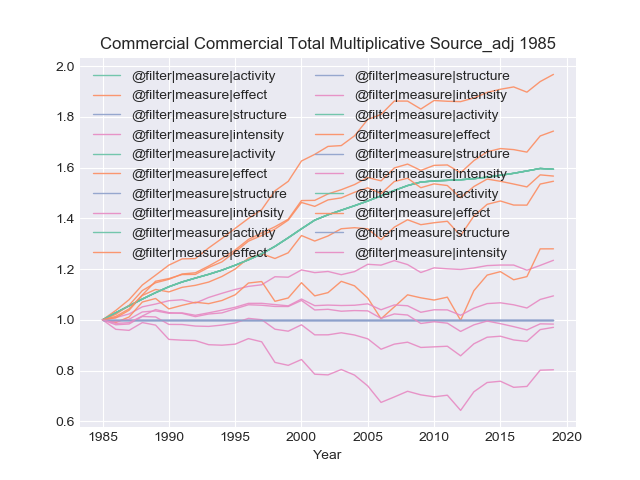 Commercial Commercial Total Multiplicative Source_adj 1985
2.0
1.8
1.6
1.4
1.2
1.0
0.8
0.6
@filter|measure|activity
@filter|measure|effect
@filter|measure|structure
@filter|measure|intensity
@filter|measure|activity
@filter|measure|effect
@filter|measure|structure
@filter|measure|intensity
@filter|measure|activity
@filter|measure|effect
@filter|measure|structure
@filter|measure|intensity
@filter|measure|activity
@filter|measure|effect
@filter|measure|structure
@filter|measure|intensity
@filter|measure|activity
@filter|measure|effect
@filter|measure|structure
@filter|measure|intensity
1985 1990 1995 2000 2005 2010 2015 2020
Year